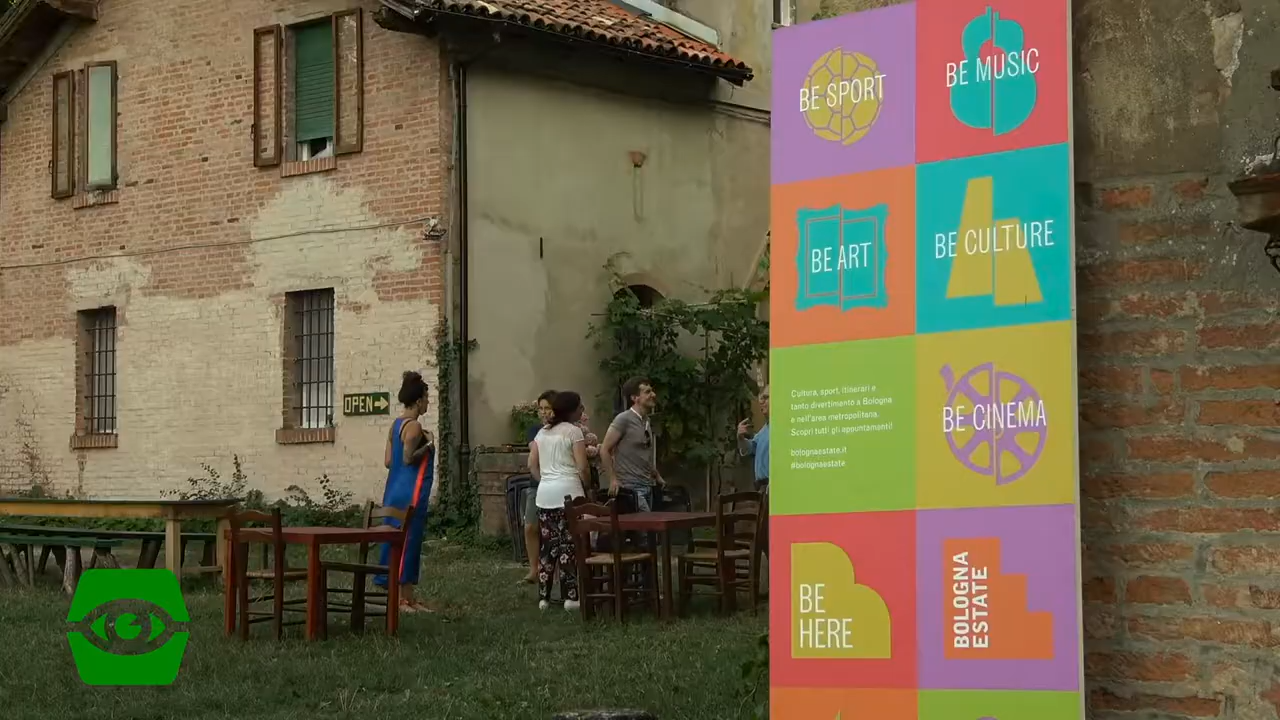 BE SPORT
BE MUSIC
BE ART
BE CULTURE
Cultura, sport, itinerari e
tanto divertimento a Bologna
e nell'area metropolitana.
Scopri tutti gli appuntamenti!
bolognaestate.it
#bolognaestate
BE CINEMA
BE
HERE
BOLOGNA
ESTATE
OPEN